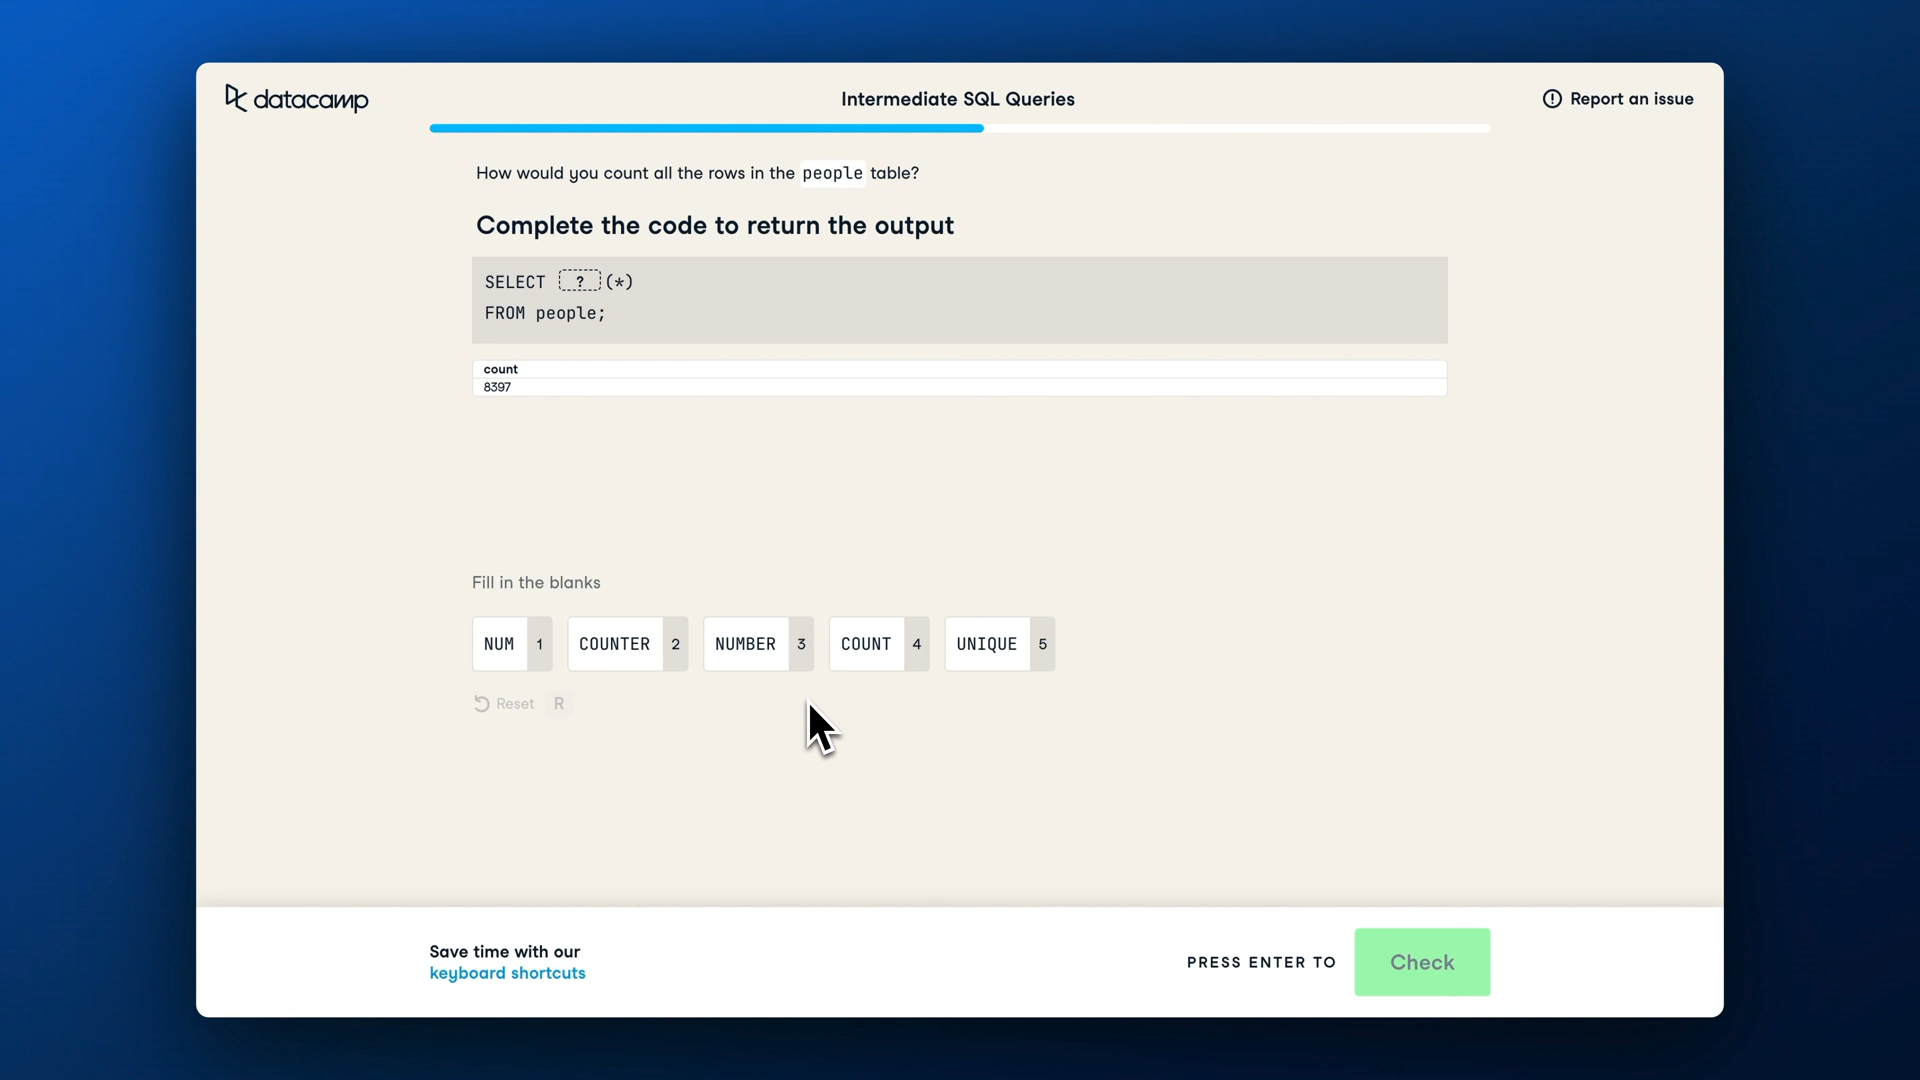 datacamp
Intermediate SQL Queries
Report an issue
How would you count all the rows in the people table?
Complete the code to return the output
SELECT ? (*)
FROM people;
count
8397
Fill in the blanks
NUM 1 COUNTER 2 NUMBER 3 COUNT 4 UNIQUE 5
Reset R
Save time with our
keyboard shortcuts
PRESS ENTER TO Check